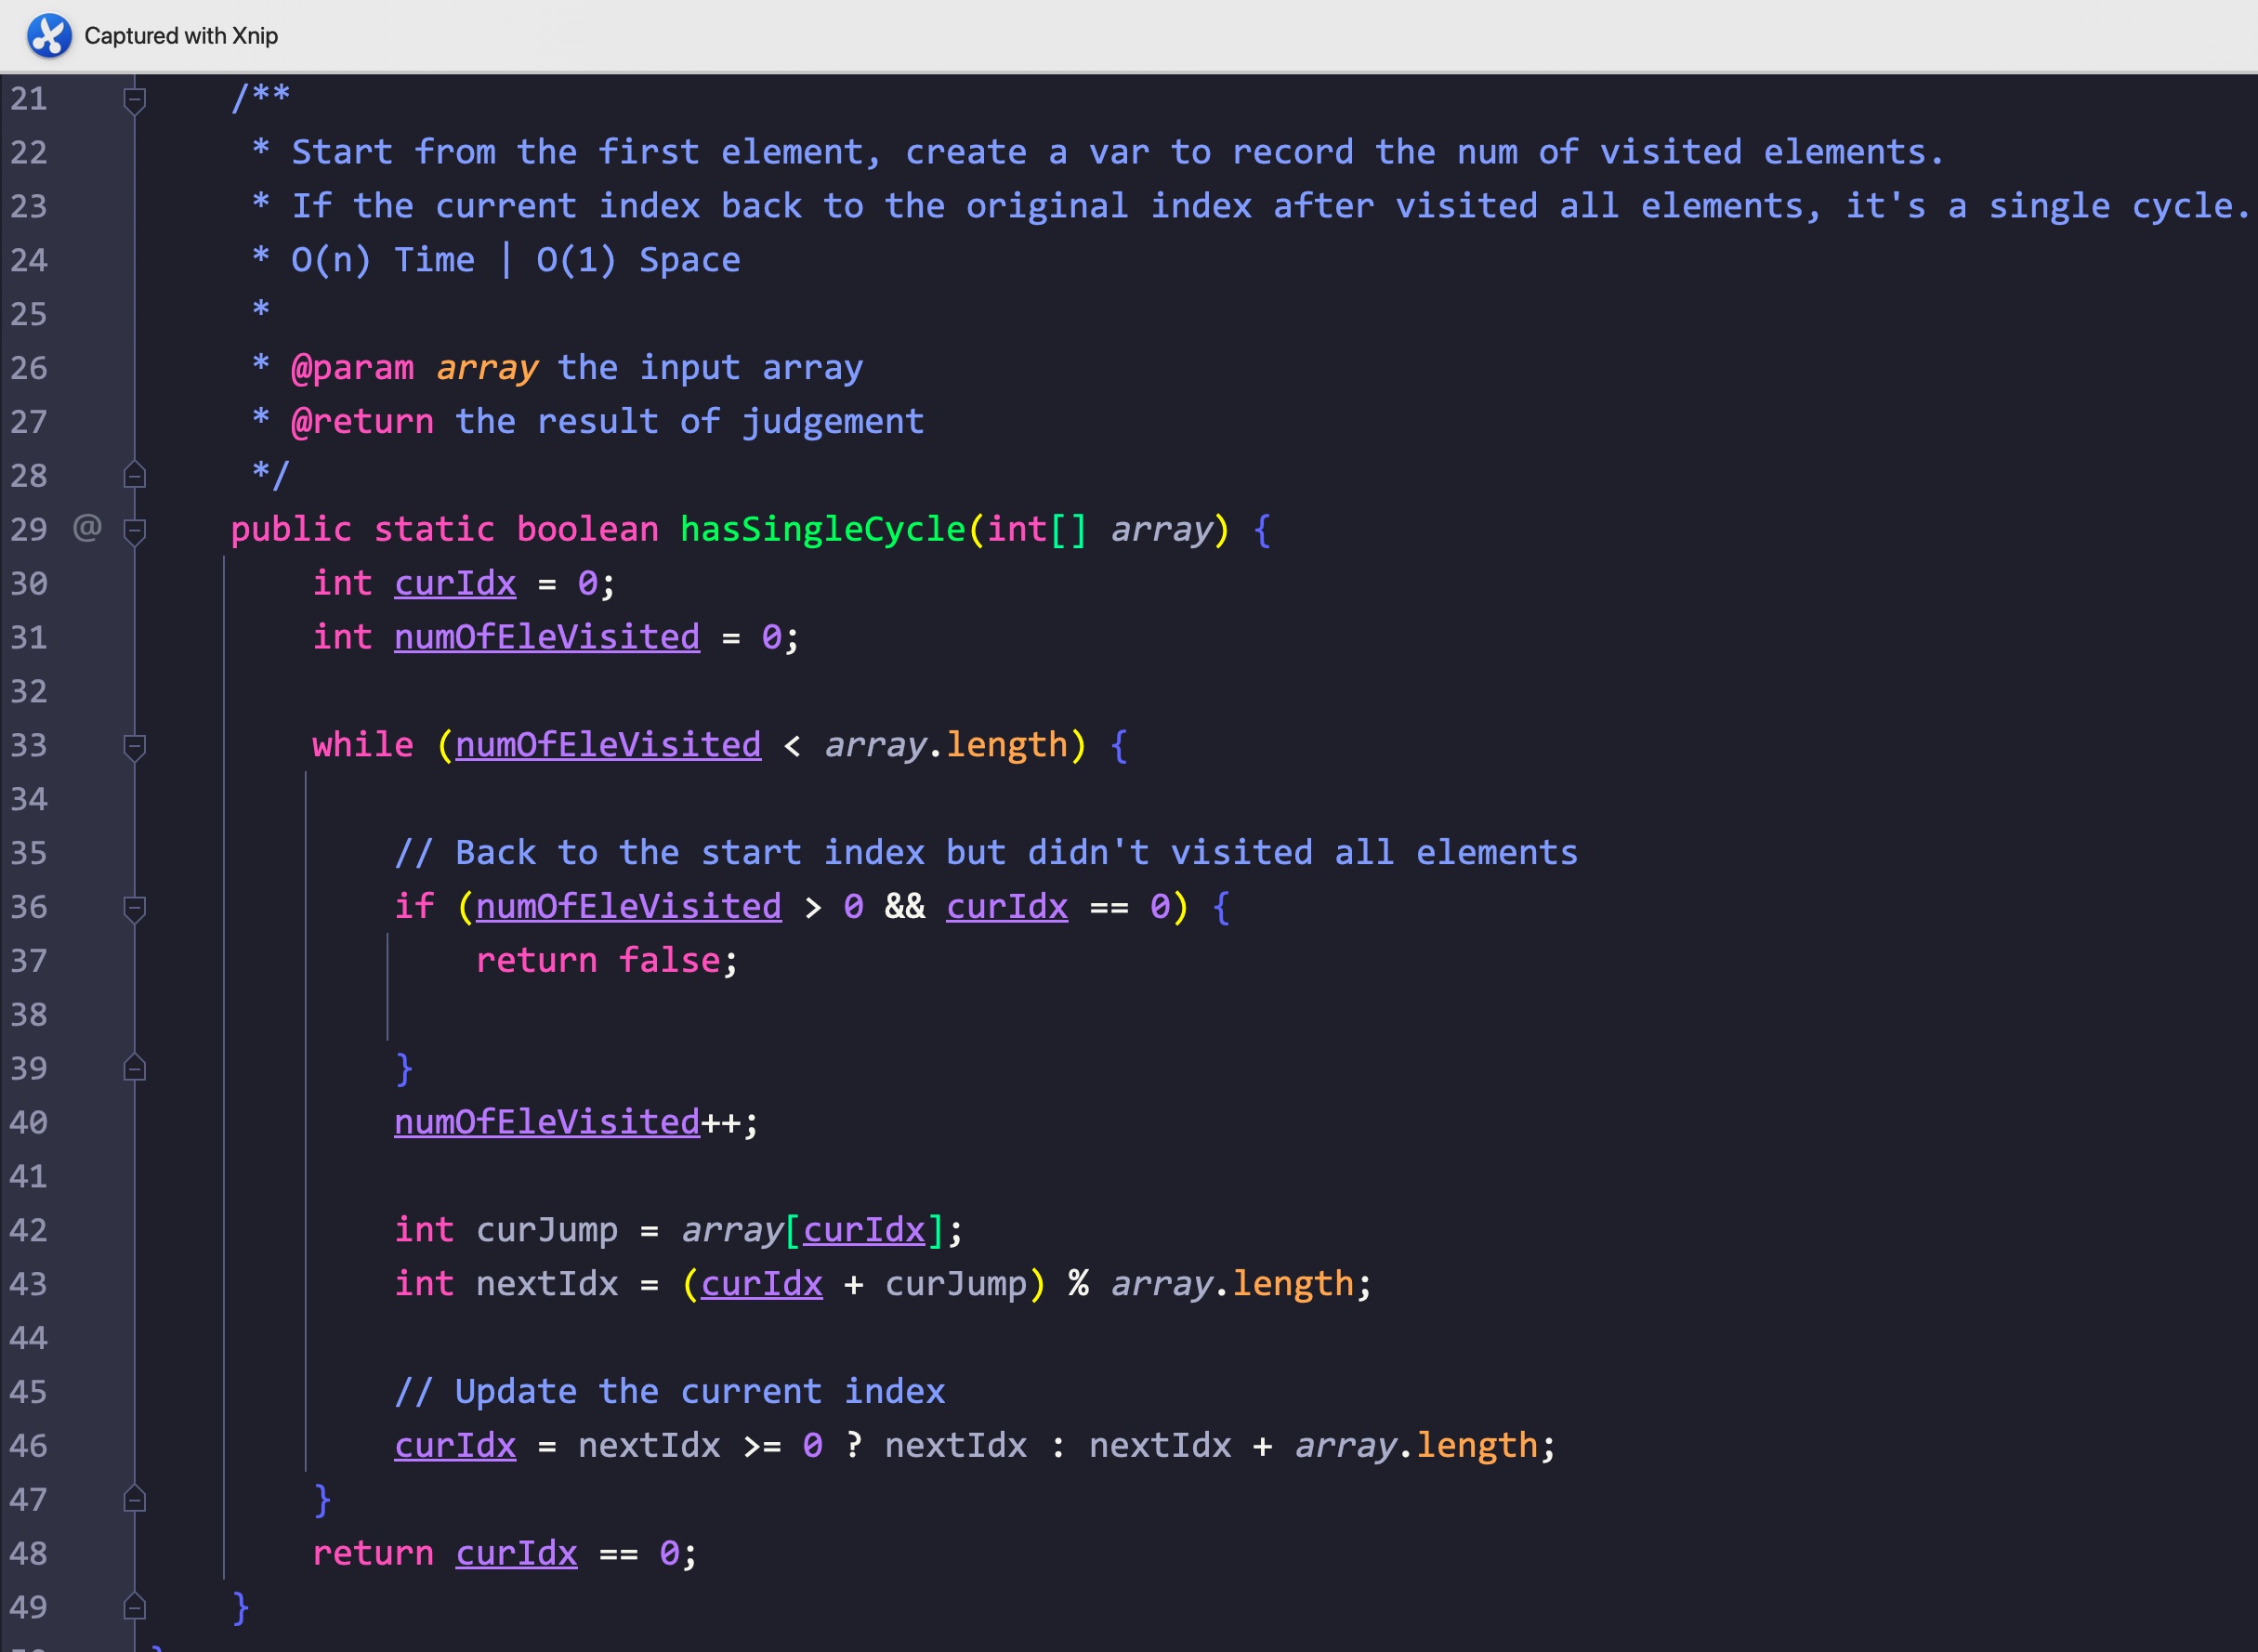 Captured with Xnip
21 /**
22 * Start from the first element, create a var to record the num of visited elements.
23 * If the current index back to the original index after visited all elements, it's a single cycle.
24 * O(n) Time | O(1) Space
25 *
26 * @param array the input array
27 * @return the result of judgement
28 */
29 @ public static boolean hasSingleCycle(int[] array) {
30 int curIdx = 0;
31 int numOfEleVisited = 0;
32
33 while (numOfEleVisited < array.length) {
34
35 // Back to the start index but didn't visited all elements
36 if (numOfEleVisited > 0 && curIdx == 0) {
37 return false;
38
39 }
40 numOfEleVisited++;
41
42 int curJump = array[curIdx];
43 int nextIdx = (curIdx + curJump) % array.length;
44
45 // Update the current index
46 curIdx = nextIdx >= 0 ? nextIdx : nextIdx + array.length;
47 }
48 return curIdx == 0;
49 }